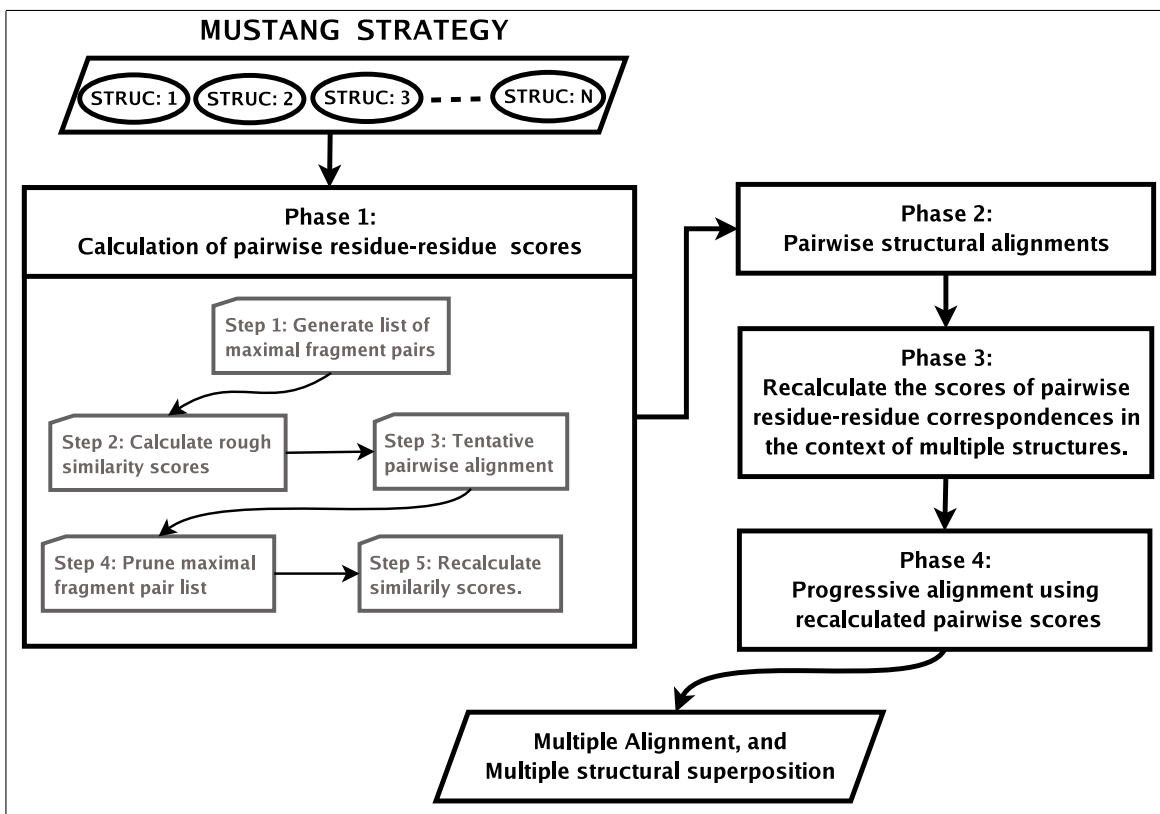 MUSTANG STRATEGY
STRUC: 1 STRUC: 2 STRUC: 3 STRUC: N
Phase 1:
Calculation of pairwise residue-residue scores
Step 1: Generate list of
maximal fragment pairs
Step 2: Calculate rough
similarity scores
Step 3: Tentative
pairwise alignment
Step 4: Prune maximal
fragment pair list
Step 5: Recalculate
similarily scores.
Phase 2:
Pairwise structural alignments
Phase 3:
Recalculate the scores of pairwise
residue-residue correspondences in
the context of multiple structures.
Phase 4:
Progressive alignment using
recalculated pairwise scores
Multiple Alignment, and
Multiple structural superposition